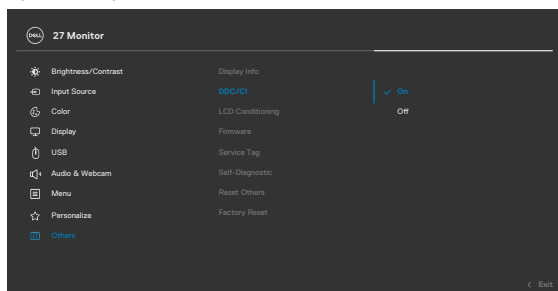 DELL 27 Monitor
Brightness/Contrast
Input Source
Color
Display
USB
Audio & Webcam
Menu
Personalize
Others
Display Info
DDC/CI
LCD Conditioning
Firmware
Service Tag
Self-Diagnostic
Reset Others
Factory Reset
On
Off
Exit